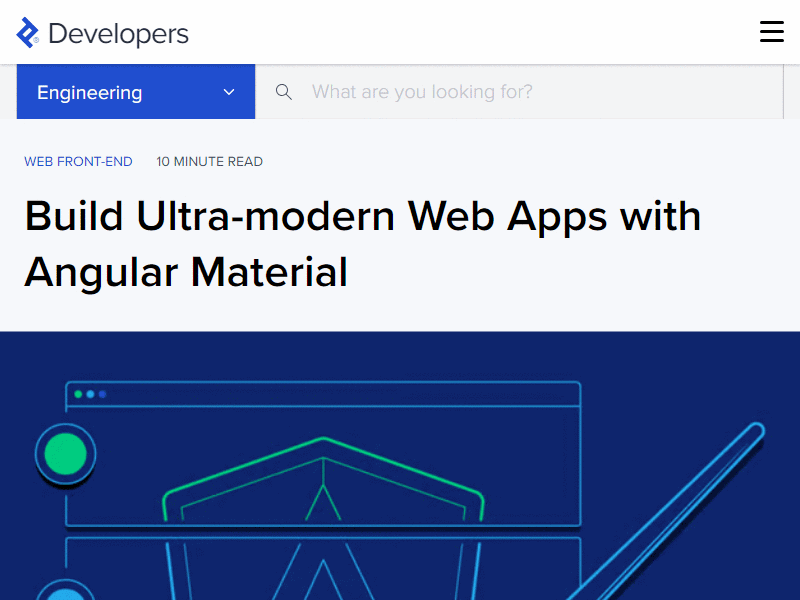 Developers
Engineering
What are you looking for?
WEB FRONT-END 10 MINUTE READ
Build Ultra-modern Web Apps with
Angular Material